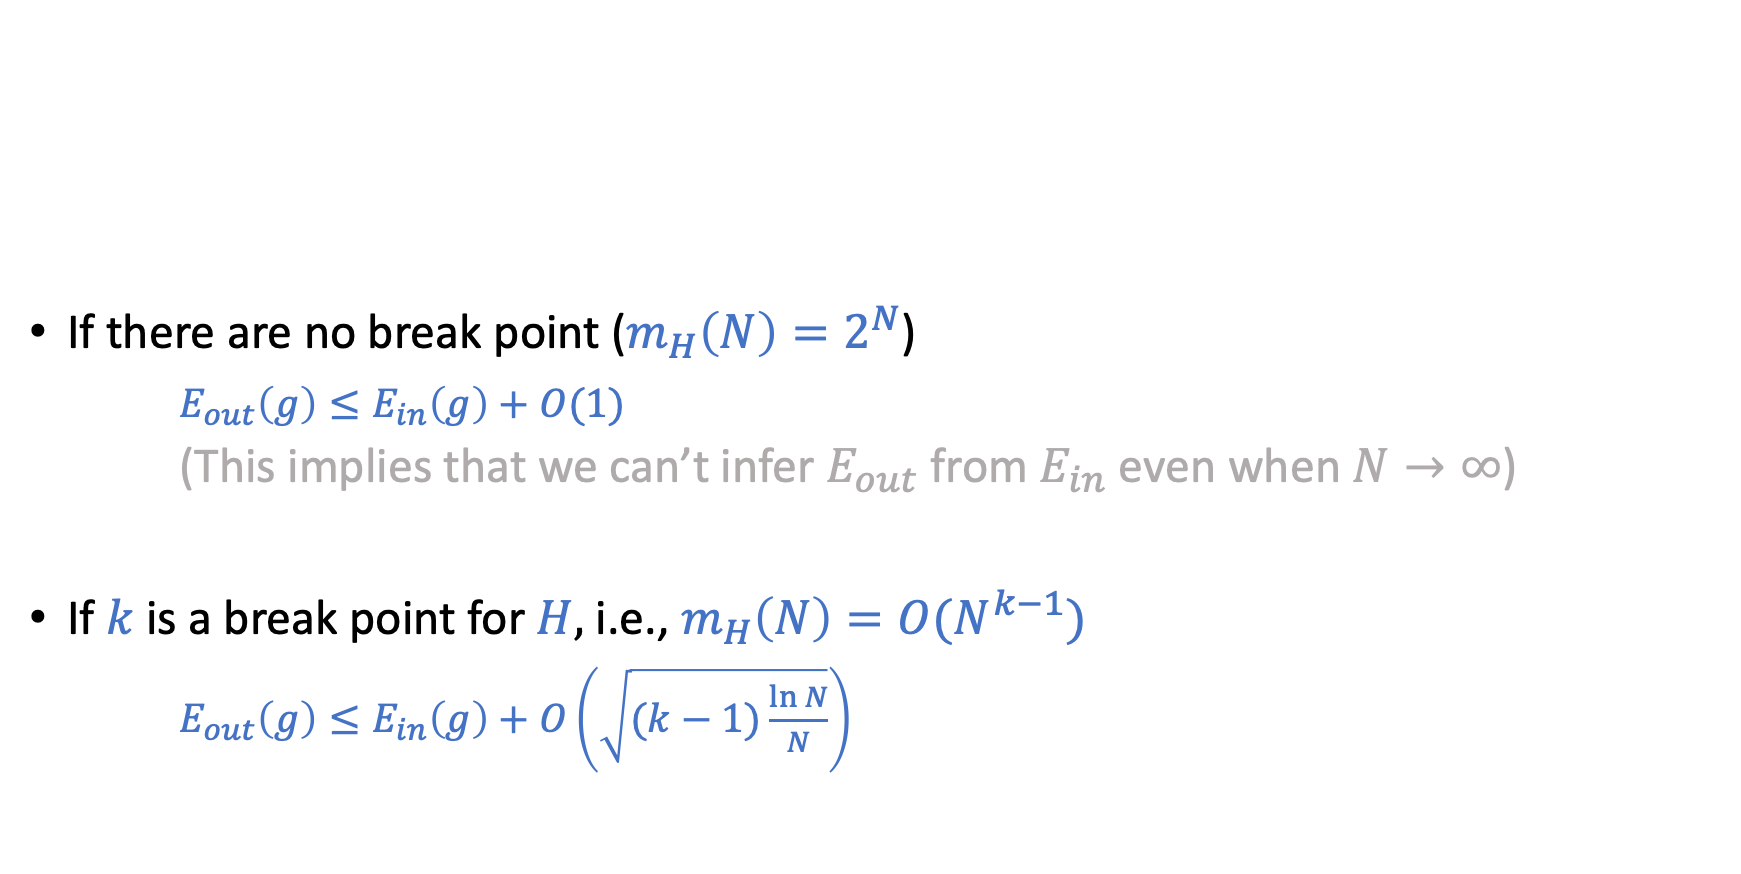 • If there are no break point (m_H(N) = 2^N)
E_out(g) ≤ E_in(g) + O(1)
(This implies that we can’t infer E_out from E_in even when N → ∞)
• If k is a break point for H, i.e., m_H(N) = O(N^{k−1})
E_out(g) ≤ E_in(g) + O(√((k − 1) ln N / N))